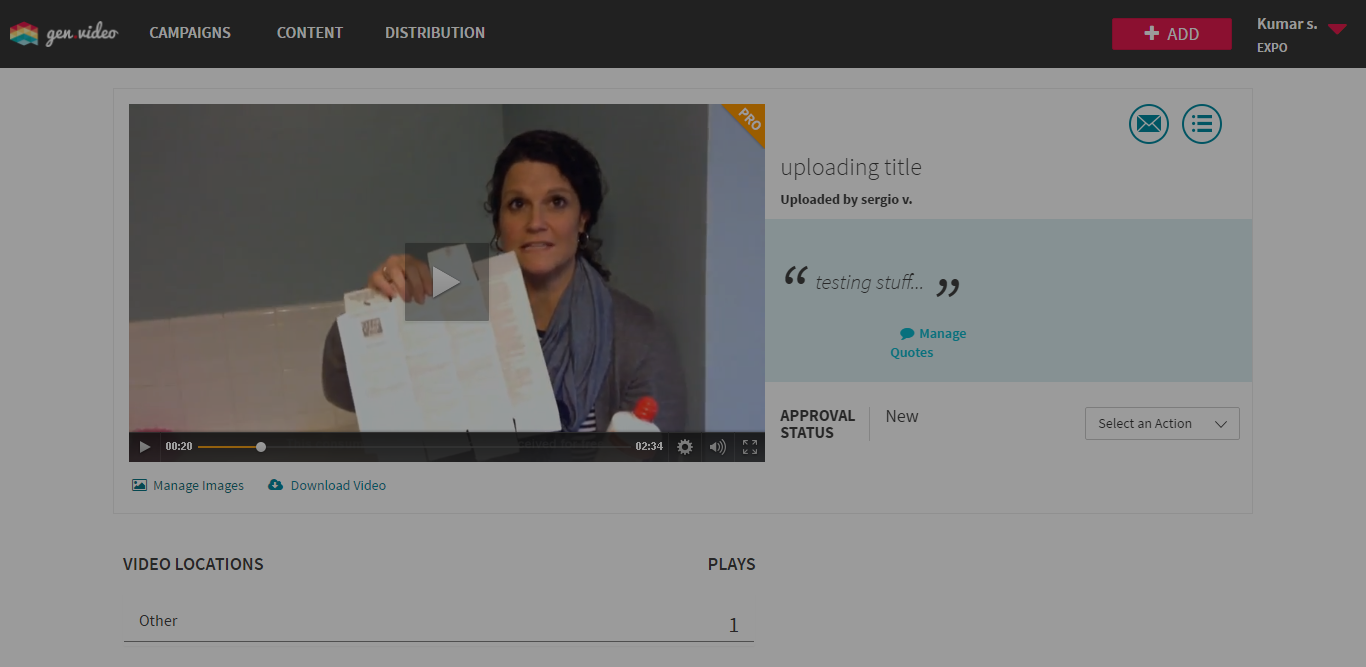 gen.video
CAMPAIGNS
CONTENT
DISTRIBUTION
ADD
Kumar s.
EXPO
PRO
uploading title
Uploaded by sergio v.
“ testing stuff... ”
Manage
Quotes
APPROVAL
STATUS
New
Select an Action
00:20
02:34
Manage Images
Download Video
VIDEO LOCATIONS
PLAYS
Other
1